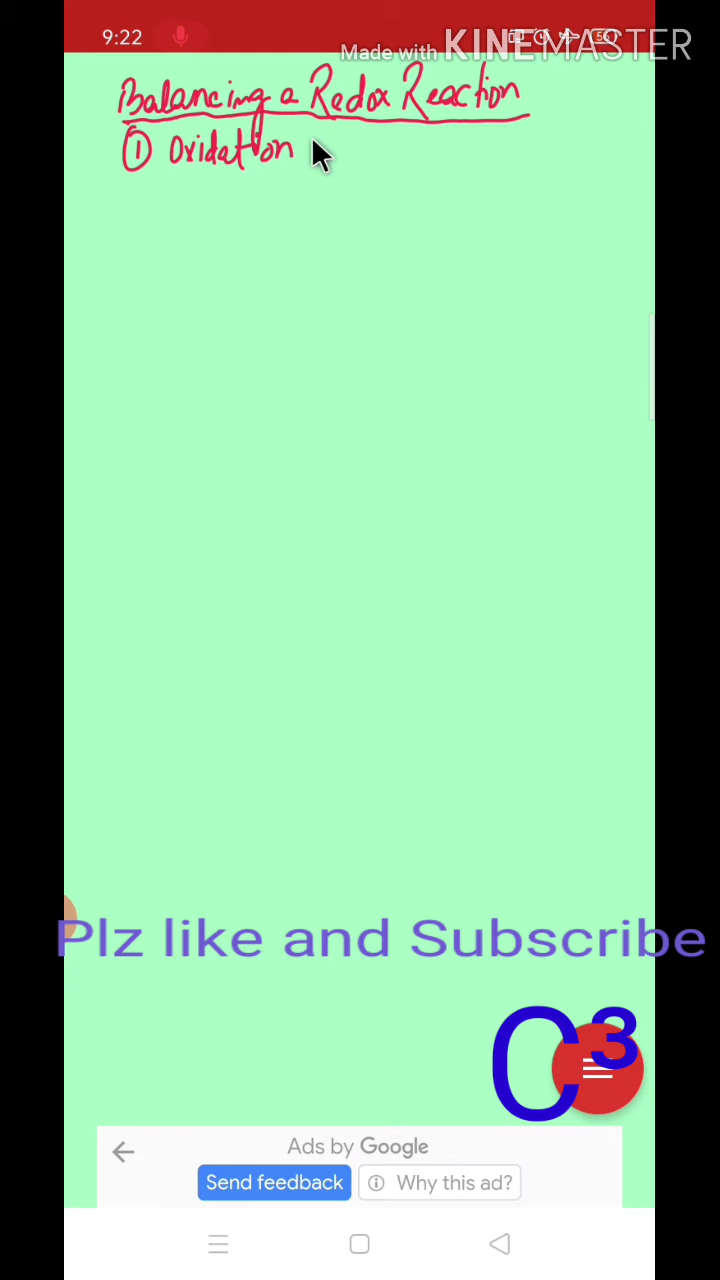 9:22
Made with KINEMASTER
56
Balancing a Redox Reaction
① Oxidation
Plz like and Subscribe
C³
Ads by Google
Send feedback
Why this ad?